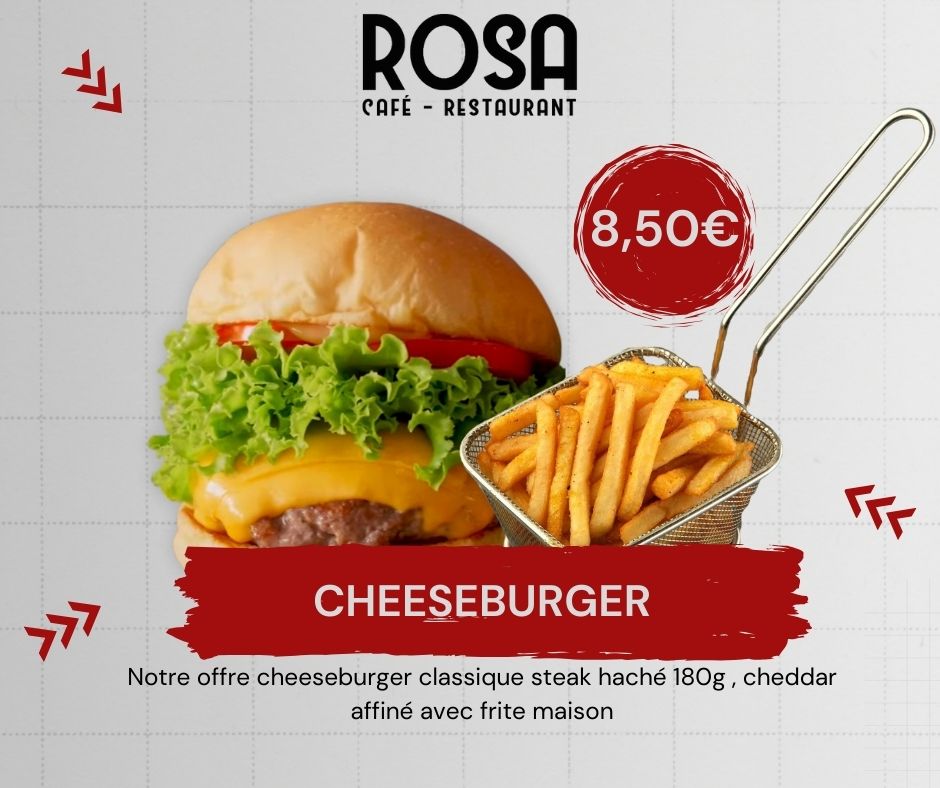 ROSA
CAFÉ - RESTAURANT
8,50€
CHEESEBURGER
Notre offre cheeseburger classique steak haché 180g , cheddar
affiné avec frite maison